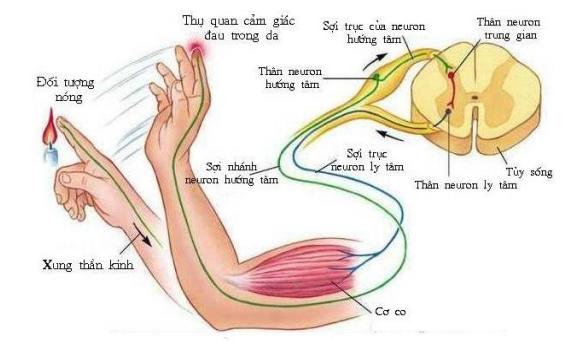 Thụ quan cảm giác
đau trong da
Sợi trục của neuron
hướng tâm
Thân neuron
trung gian
Đối tượng
nóng
Thân neuron
hướng tâm
Sợi nhánh
neuron hướng tâm
Sợi trục
neuron ly tâm
Thân neuron ly tâm
Tủy sống
Xung thần kinh
Cơ co